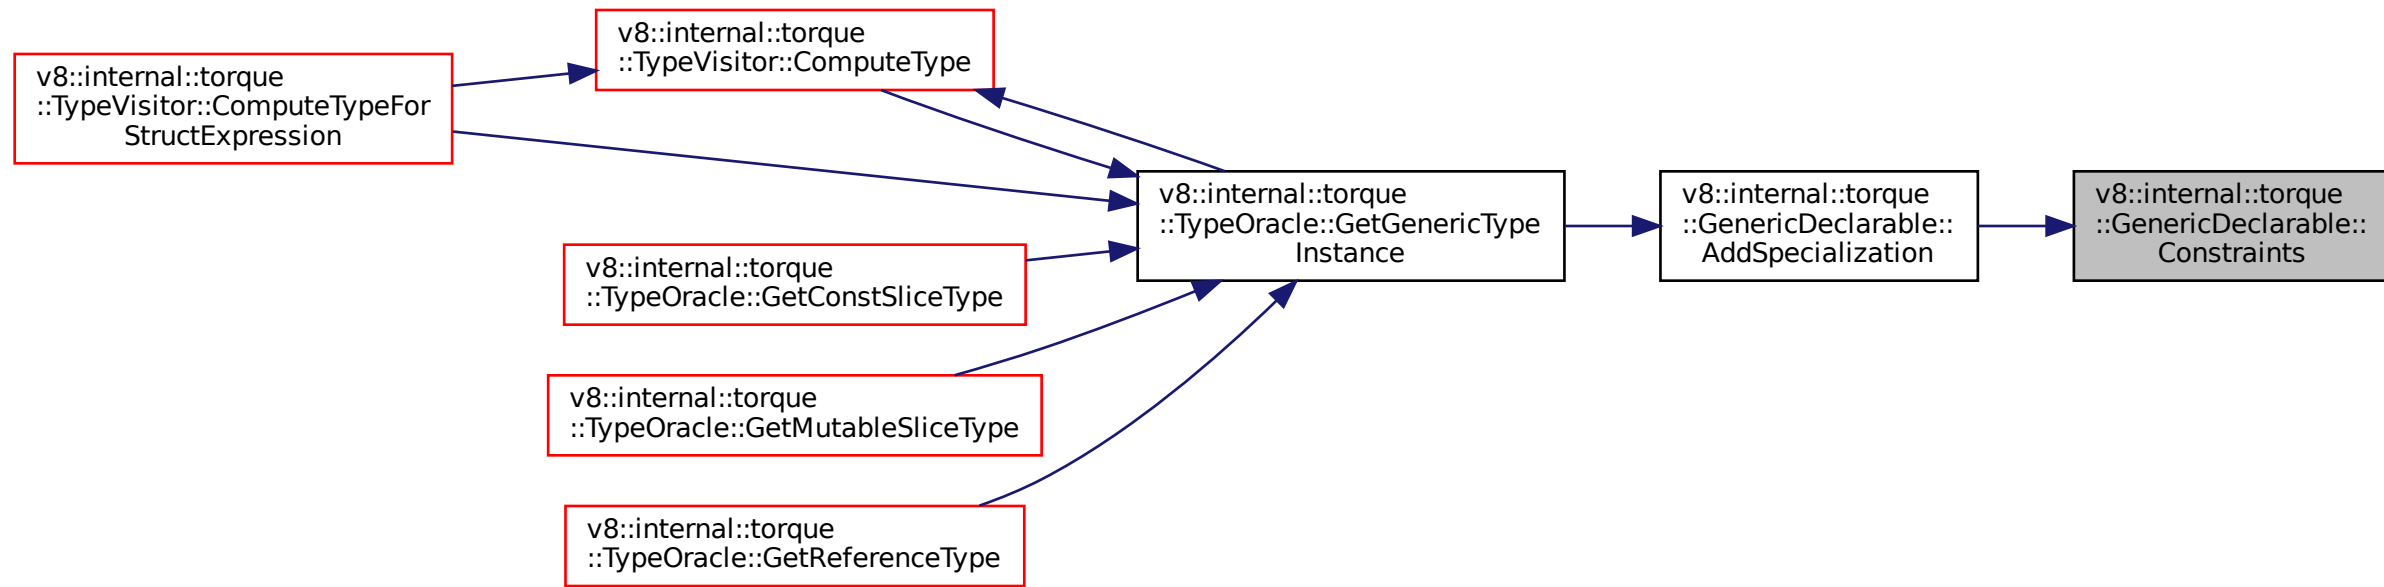 v8::internal::torque
::TypeVisitor::ComputeTypeFor
StructExpression
v8::internal::torque
::TypeVisitor::ComputeType
v8::internal::torque
::TypeOracle::GetConstSliceType
v8::internal::torque
::TypeOracle::GetMutableSliceType
v8::internal::torque
::TypeOracle::GetReferenceType
v8::internal::torque
::TypeOracle::GetGenericType
Instance
v8::internal::torque
::GenericDeclarable::
AddSpecialization
v8::internal::torque
::GenericDeclarable::
Constraints